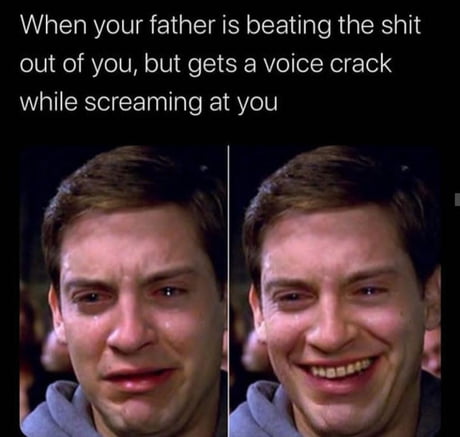 When your father is beating the shit
out of you, but gets a voice crack
while screaming at you